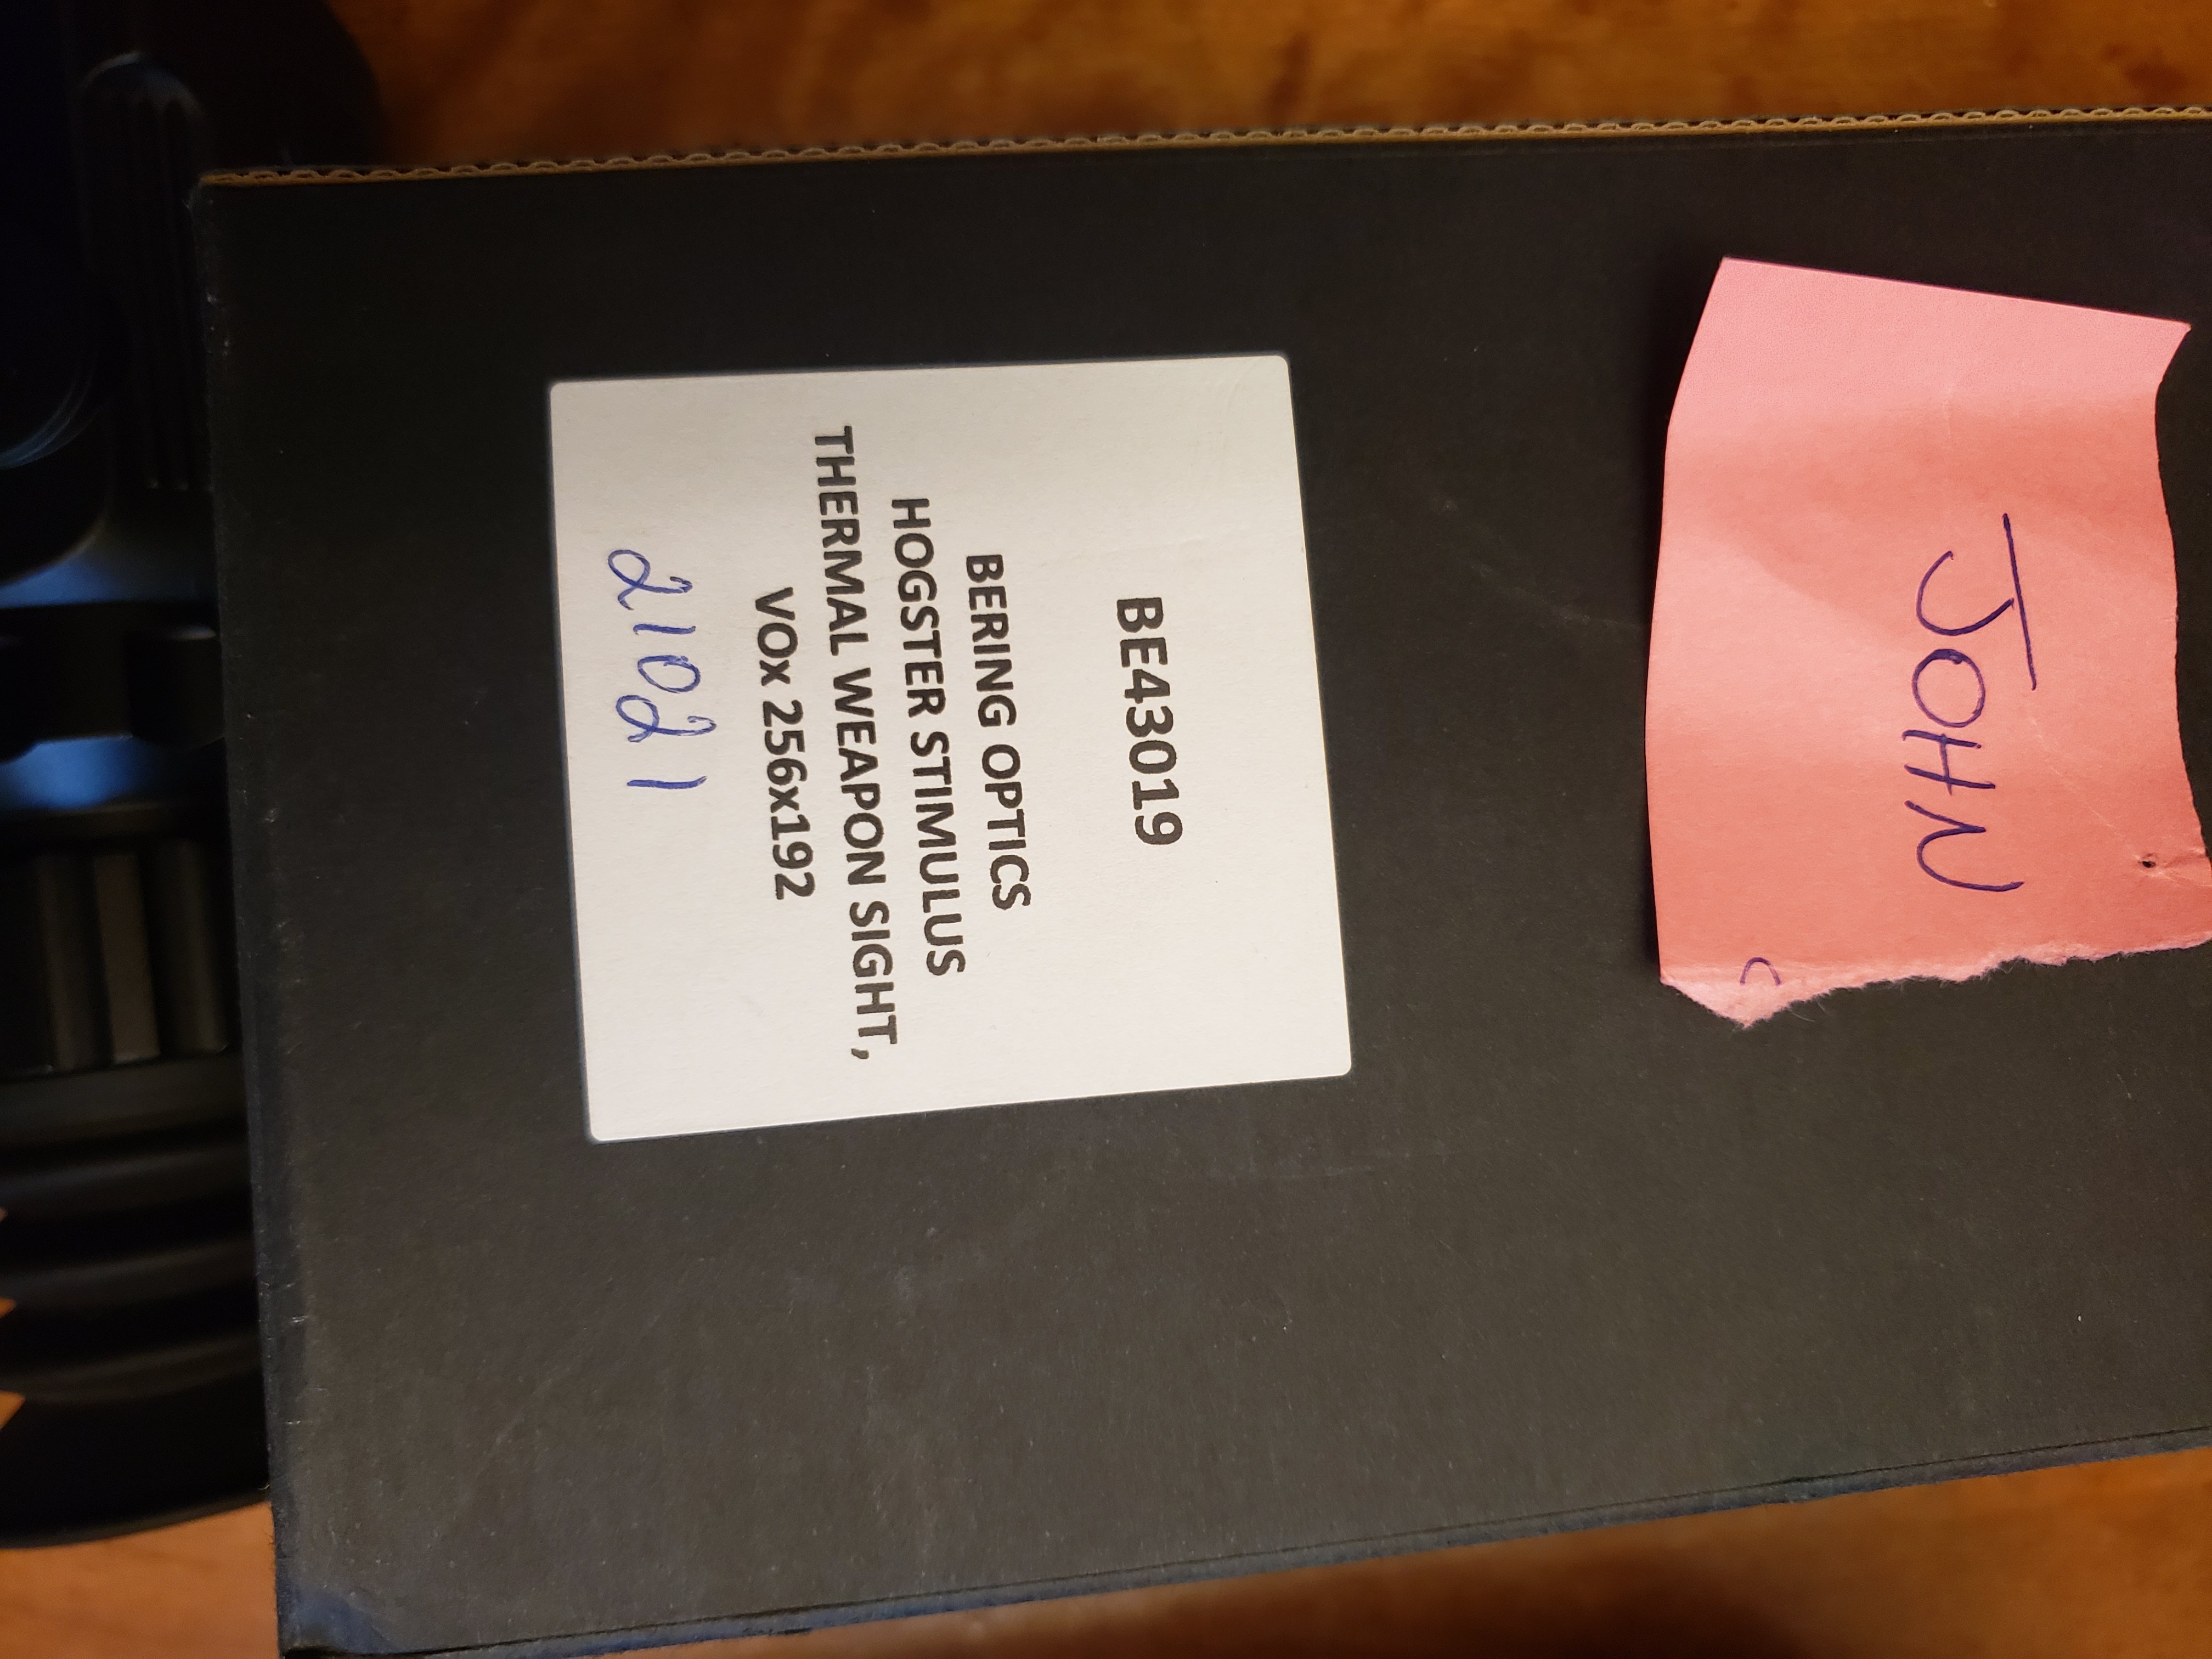 BE43019
BERING OPTICS
HOGSTER STIMULUS
THERMAL WEAPON SIGHT,
VOx 256x192
21021
JOHN